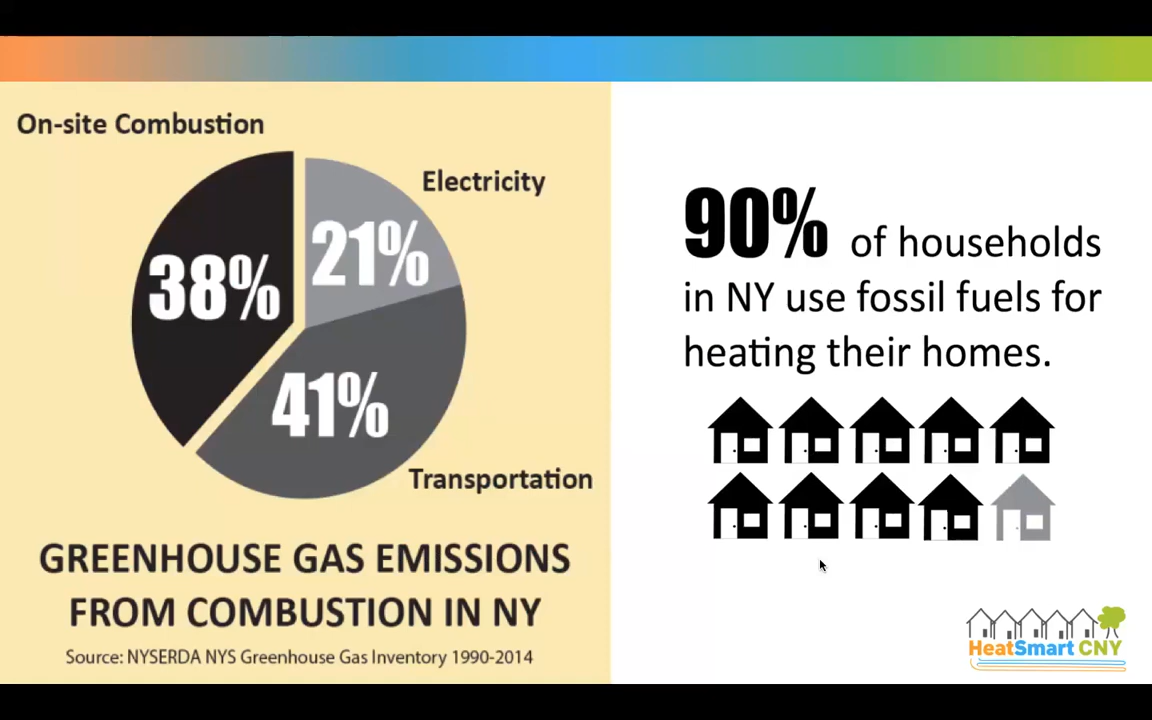 On-site Combustion
Electricity
38%
21%
41%
Transportation
GREENHOUSE GAS EMISSIONS
FROM COMBUSTION IN NY
Source: NYSERDA NYS Greenhouse Gas Inventory 1990-2014
90% of households
in NY use fossil fuels for
heating their homes.
HeatSmart CNY